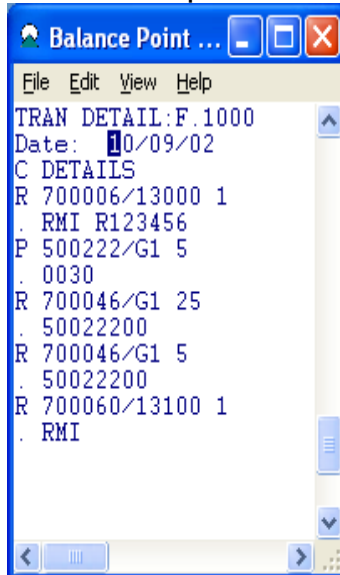 Balance Point ...
File Edit View Help
TRAN DETAIL:F.1000
Date: 10/09/02
C DETAILS
R 700006/13000 1
. RMI R123456
P 500222/G1 5
. 0030
R 700046/G1 25
. 50022200
R 700046/G1 5
. 50022200
R 700060/13100 1
. RMI